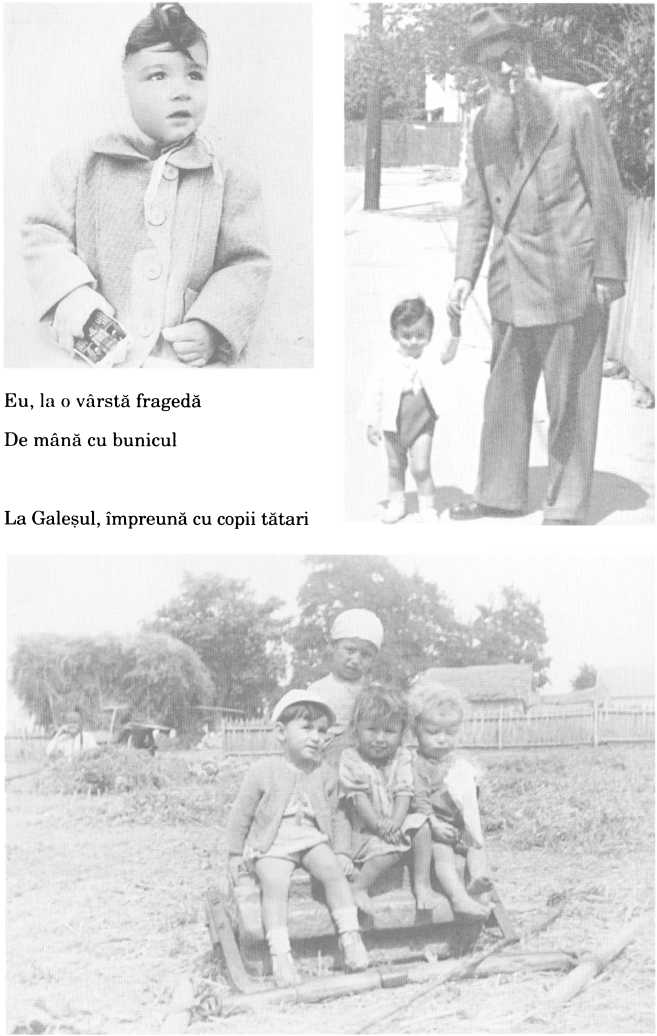 Eu, la o vârstă fragedă
De mână cu bunicul
La Galeșul, împreună cu copii tătari